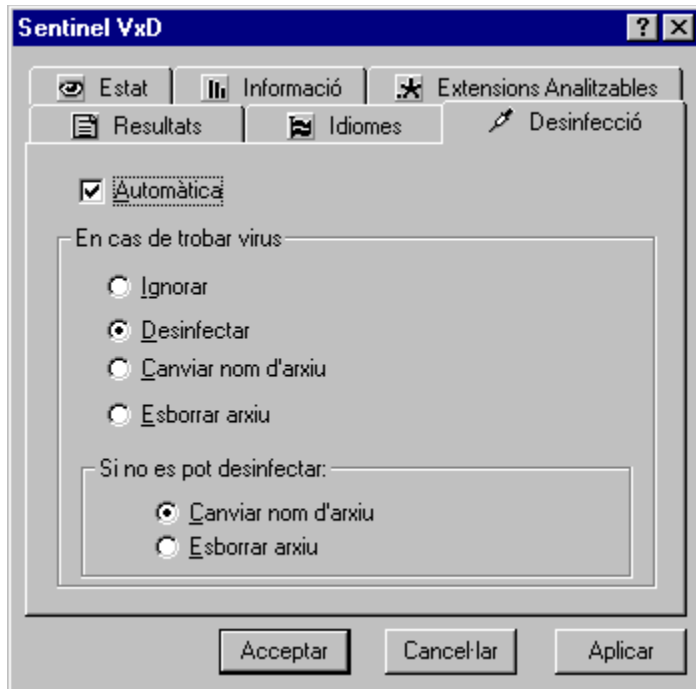 Sentinel VxD
Estat Informació Extensions Analitzables
Resultats Idiomes Desinfecció
Automàtica
En cas de trobar virus
Ignorar
Desinfectar
Canviar nom d'arxiu
Esborrar arxiu
Si no es pot desinfectar:
Canviar nom d'arxiu
Esborrar arxiu
Acceptar Cancel·lar Aplicar